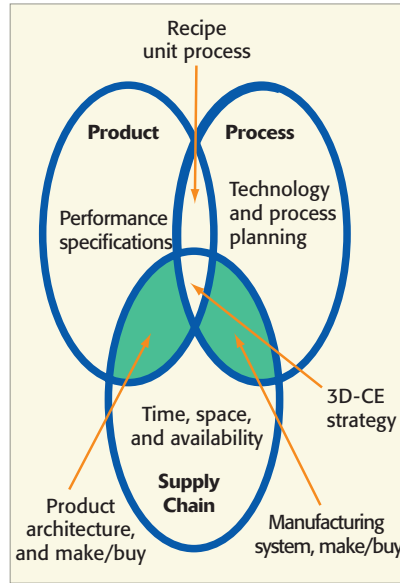 Recipe
unit process
Product
Process
Performance
specifications
Technology
and process
planning
3D-CE
strategy
Time, space,
and availability
Supply
Chain
Product
architecture,
and make/buy
Manufacturing
system, make/buy